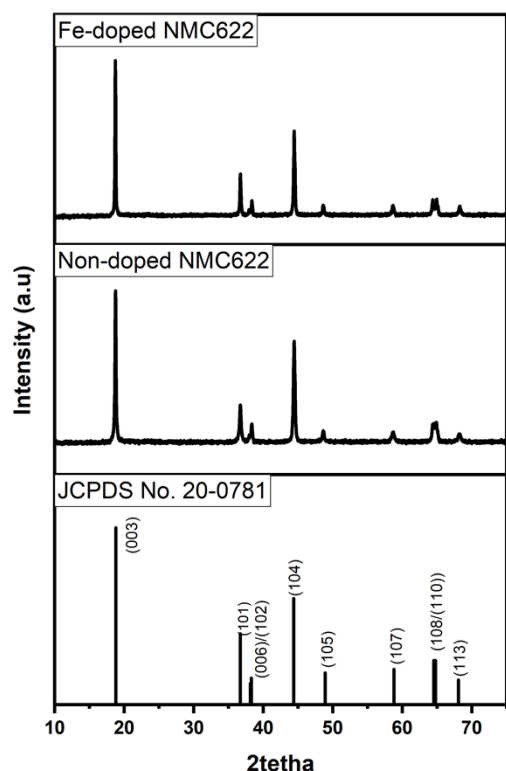 Fe-doped NMC622
Non-doped NMC622
JCPDS No. 20-0781
(003)
(101)
(006)/(102)
(104)
(105)
(107)
(108/(110))
(113)
Intensity (a.u)
10 20 30 40 50 60 70
2tetha